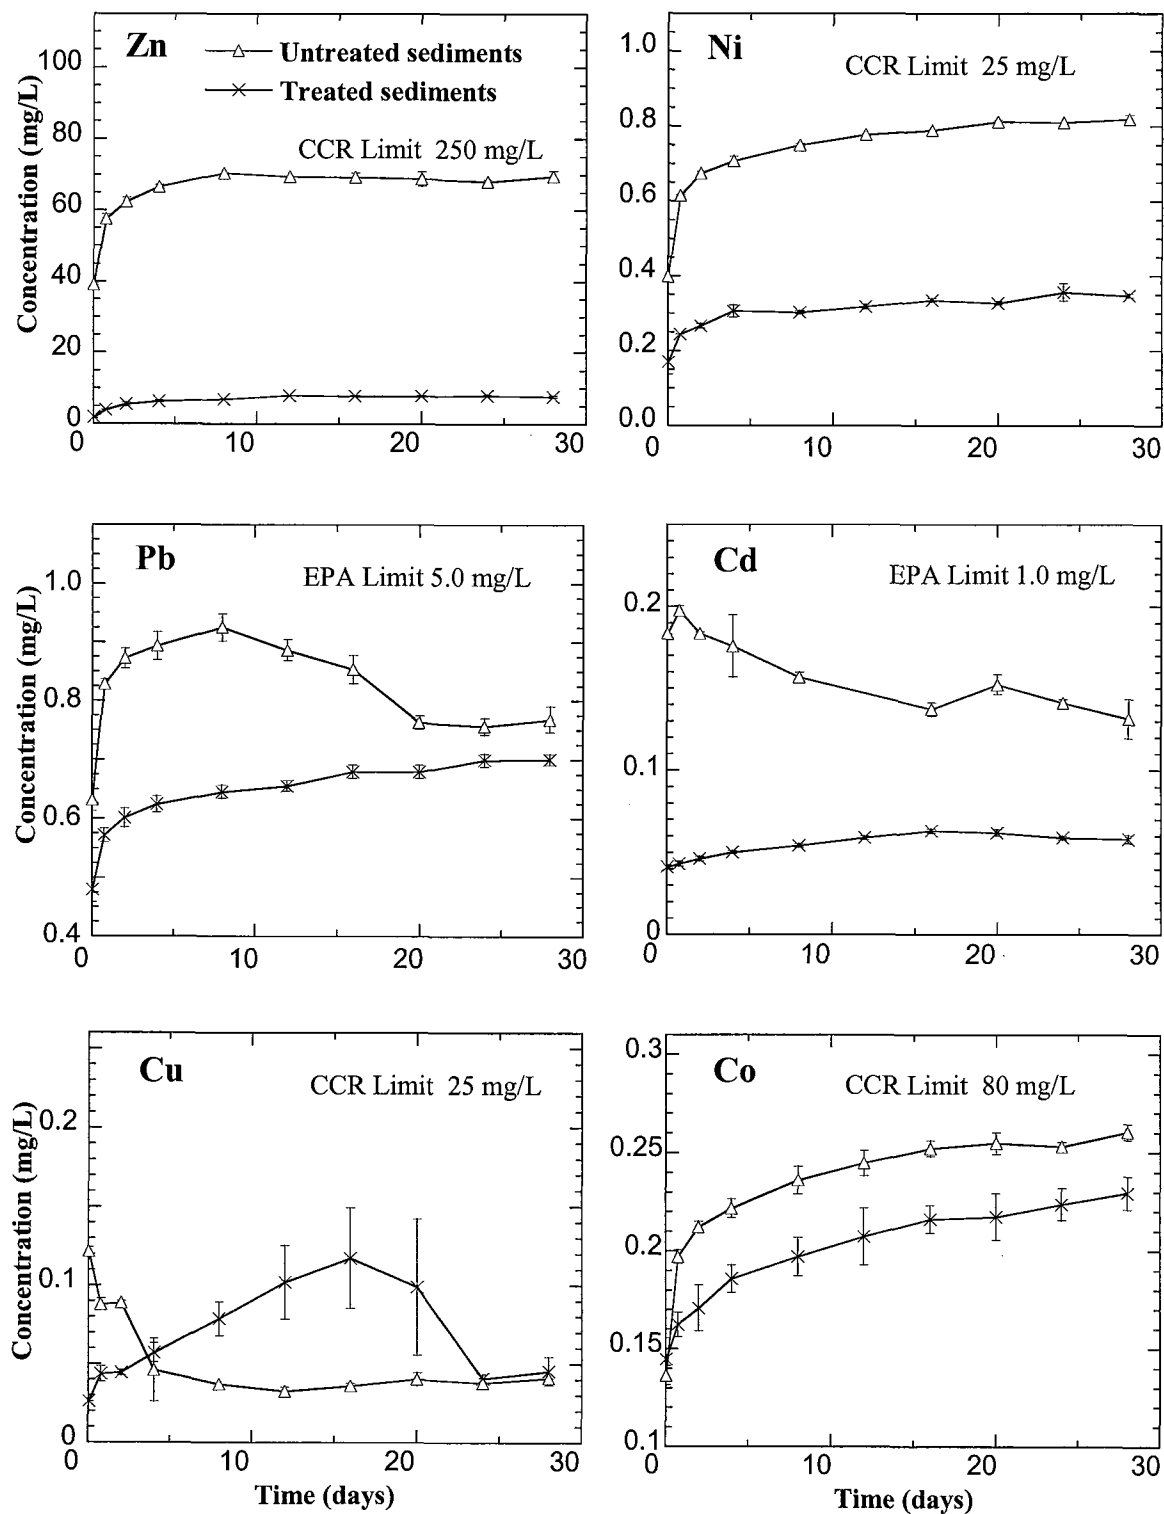 Zn
Untreated sediments
Treated sediments
CCR Limit 250 mg/L
Concentration (mg/L)
100
80
60
40
20
0
0 10 20 30
Ni
CCR Limit 25 mg/L
1.0
0.8
0.6
0.4
0.2
0.0
0 10 20 30
Pb
EPA Limit 5.0 mg/L
Concentration (mg/L)
1.0
0.8
0.6
0.4
0 10 20 30
Cd
EPA Limit 1.0 mg/L
0.2
0.1
0
0 10 20 30
Cu
CCR Limit 25 mg/L
Concentration (mg/L)
0.2
0.1
0
0 10 20 30
Time (days)
Co
CCR Limit 80 mg/L
0.3
0.25
0.2
0.15
0.1
0 10 20 30
Time (days)